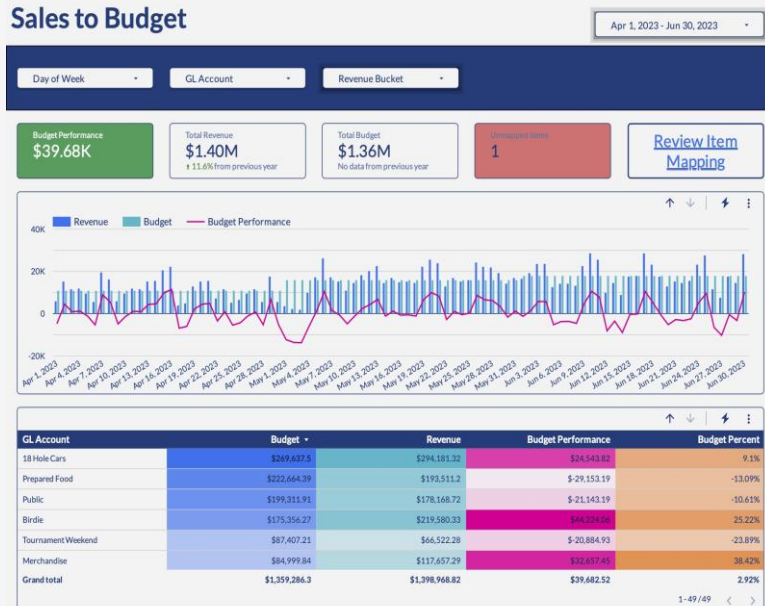 Sales to Budget
Apr 1, 2023 - Jun 30, 2023
Day of Week
GL Account
Revenue Bucket
Budget Performance
$39.68K
Total Revenue
$1.40M
11.6% from previous year
Total Budget
$1.36M
No data from previous year
Unmapped Items
1
Review Item
Mapping
Revenue Budget Budget Performance
40K
20K
0
-20K
Apr 1, 2023 Apr 4, 2023 Apr 7, 2023 Apr 10, 2023 Apr 13, 2023 Apr 16, 2023 Apr 19, 2023 Apr 22, 2023 Apr 25, 2023 Apr 28, 2023 May 1, 2023 May 4, 2023 May 7, 2023 May 10, 2023 May 13, 2023 May 16, 2023 May 19, 2023 May 22, 2023 May 25, 2023 May 28, 2023 May 31, 2023 Jun 3, 2023 Jun 6, 2023 Jun 9, 2023 Jun 12, 2023 Jun 15, 2023 Jun 18, 2023 Jun 21, 2023 Jun 24, 2023 Jun 27, 2023 Jun 30, 2023
GL Account Budget Revenue Budget Performance Budget Percent
18 Hole Cars $269,637.5 $294,181.32 $24,543.82 9.1%
Prepared Food $222,664.39 $193,511.2 $-29,153.19 -13.09%
Public $199,311.91 $178,168.72 $-21,143.19 -10.61%
Birdie $175,356.27 $219,580.33 $44,224.06 25.22%
Tournament Weekend $87,407.21 $66,522.28 $-20,884.93 -23.89%
Merchandise $84,999.84 $117,657.29 $32,657.45 38.42%
Grand total $1,359,286.3 $1,398,968.82 $39,682.52 2.92%
1-49/49